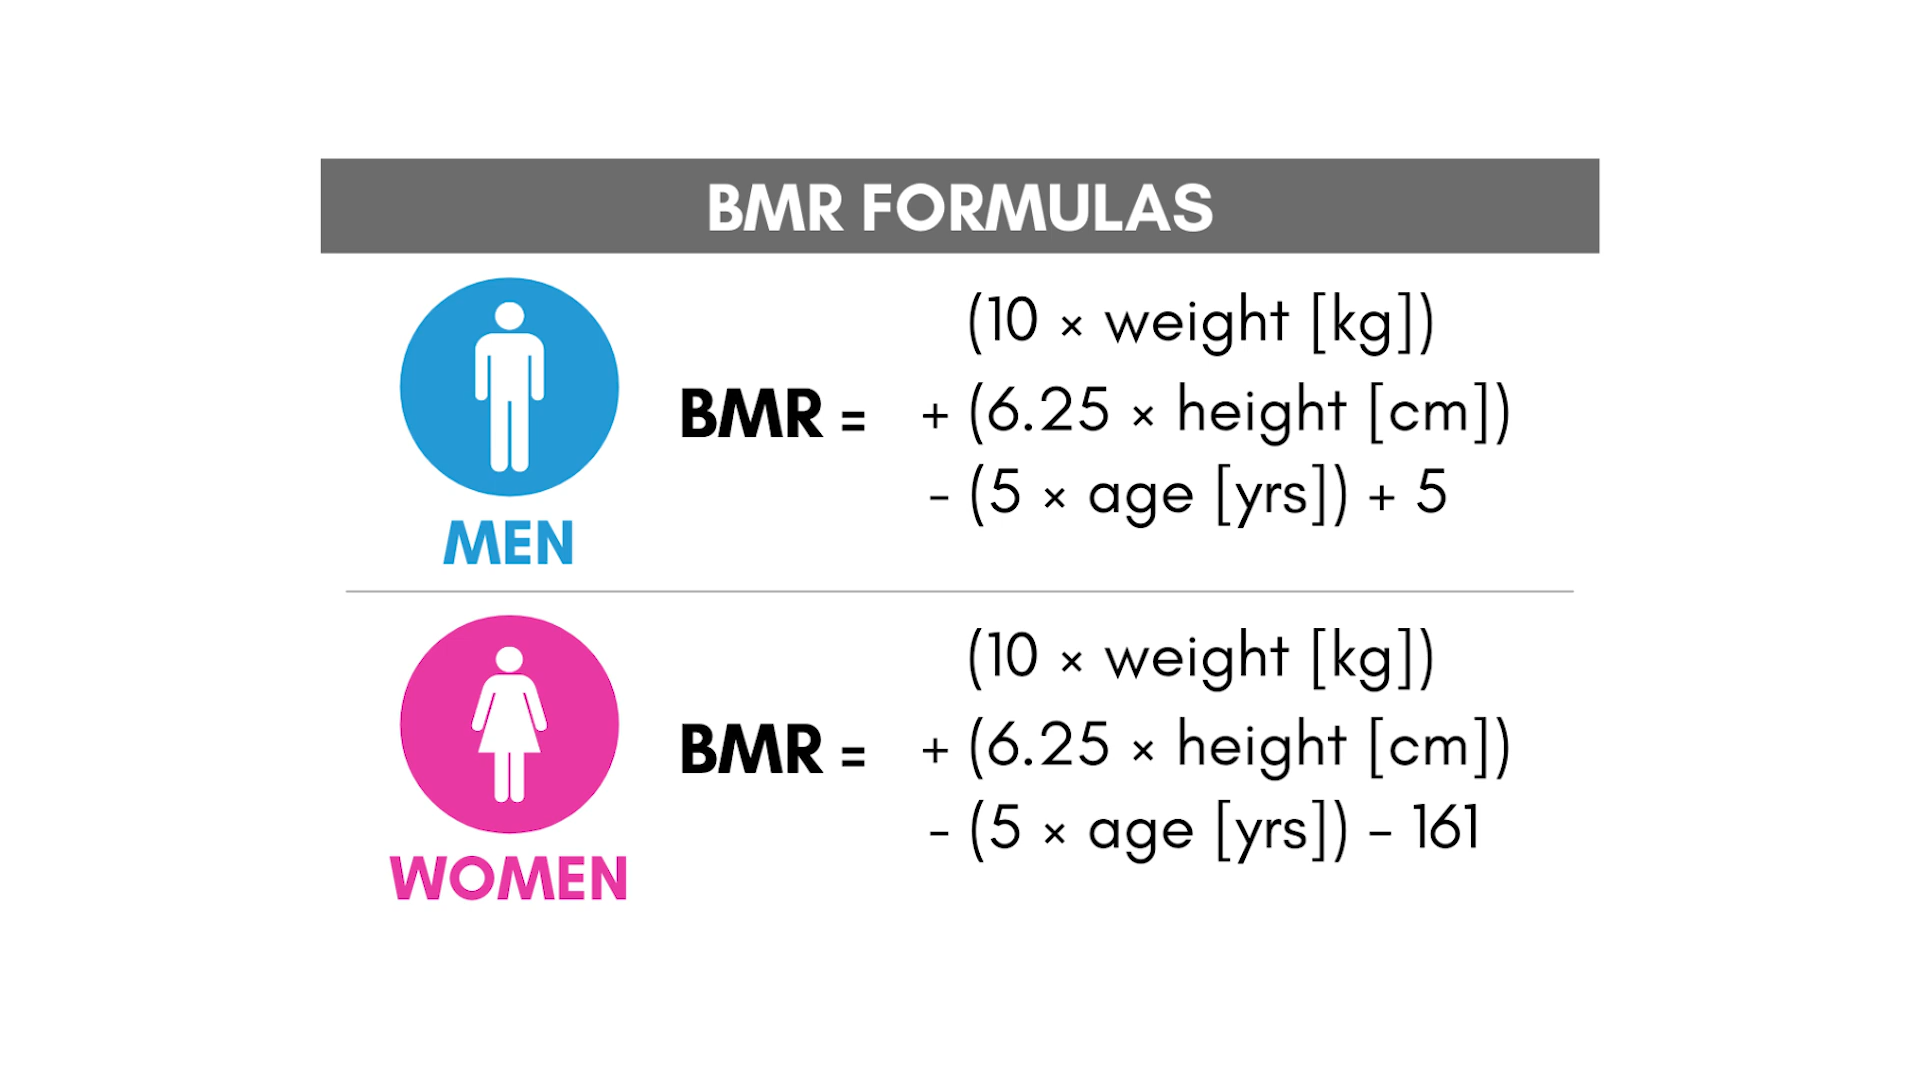 BMR FORMULAS
(10 × weight [kg])
BMR = + (6.25 × height [cm])
- (5 × age [yrs]) + 5
MEN
(10 × weight [kg])
BMR = + (6.25 × height [cm])
- (5 × age [yrs]) – 161
WOMEN